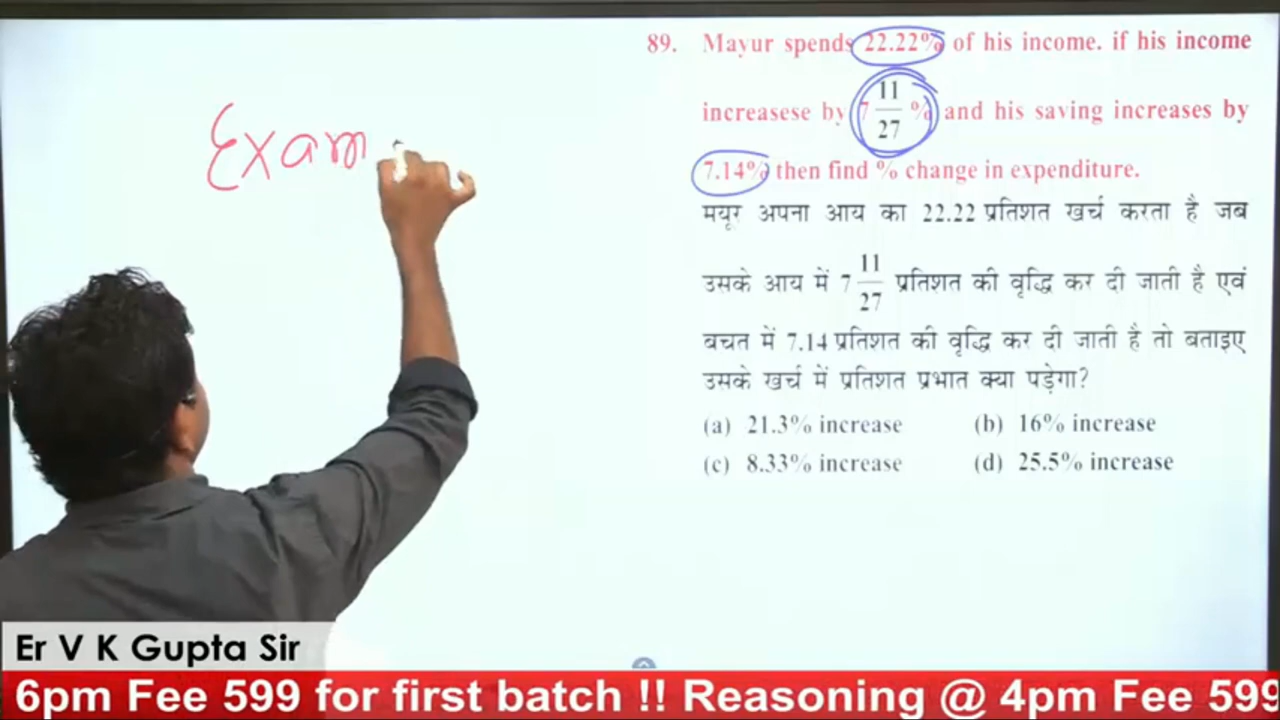 Exam
89. Mayur spends 22.22% of his income. if his income
increasese by 7 11/27 % and his saving increases by
7.14% then find % change in expenditure.
मयूर अपना आय का 22.22 प्रतिशत खर्च करता है जब
उसके आय में 7 11/27 प्रतिशत की वृद्धि कर दी जाती है एवं
बचत में 7.14 प्रतिशत की वृद्धि कर दी जाती है तो बताइए
उसके खर्च में प्रतिशत प्रभात क्या पड़ेगा?
(a) 21.3% increase (b) 16% increase
(c) 8.33% increase (d) 25.5% increase
Er V K Gupta Sir
6pm Fee 599 for first batch !! Reasoning @ 4pm Fee 599